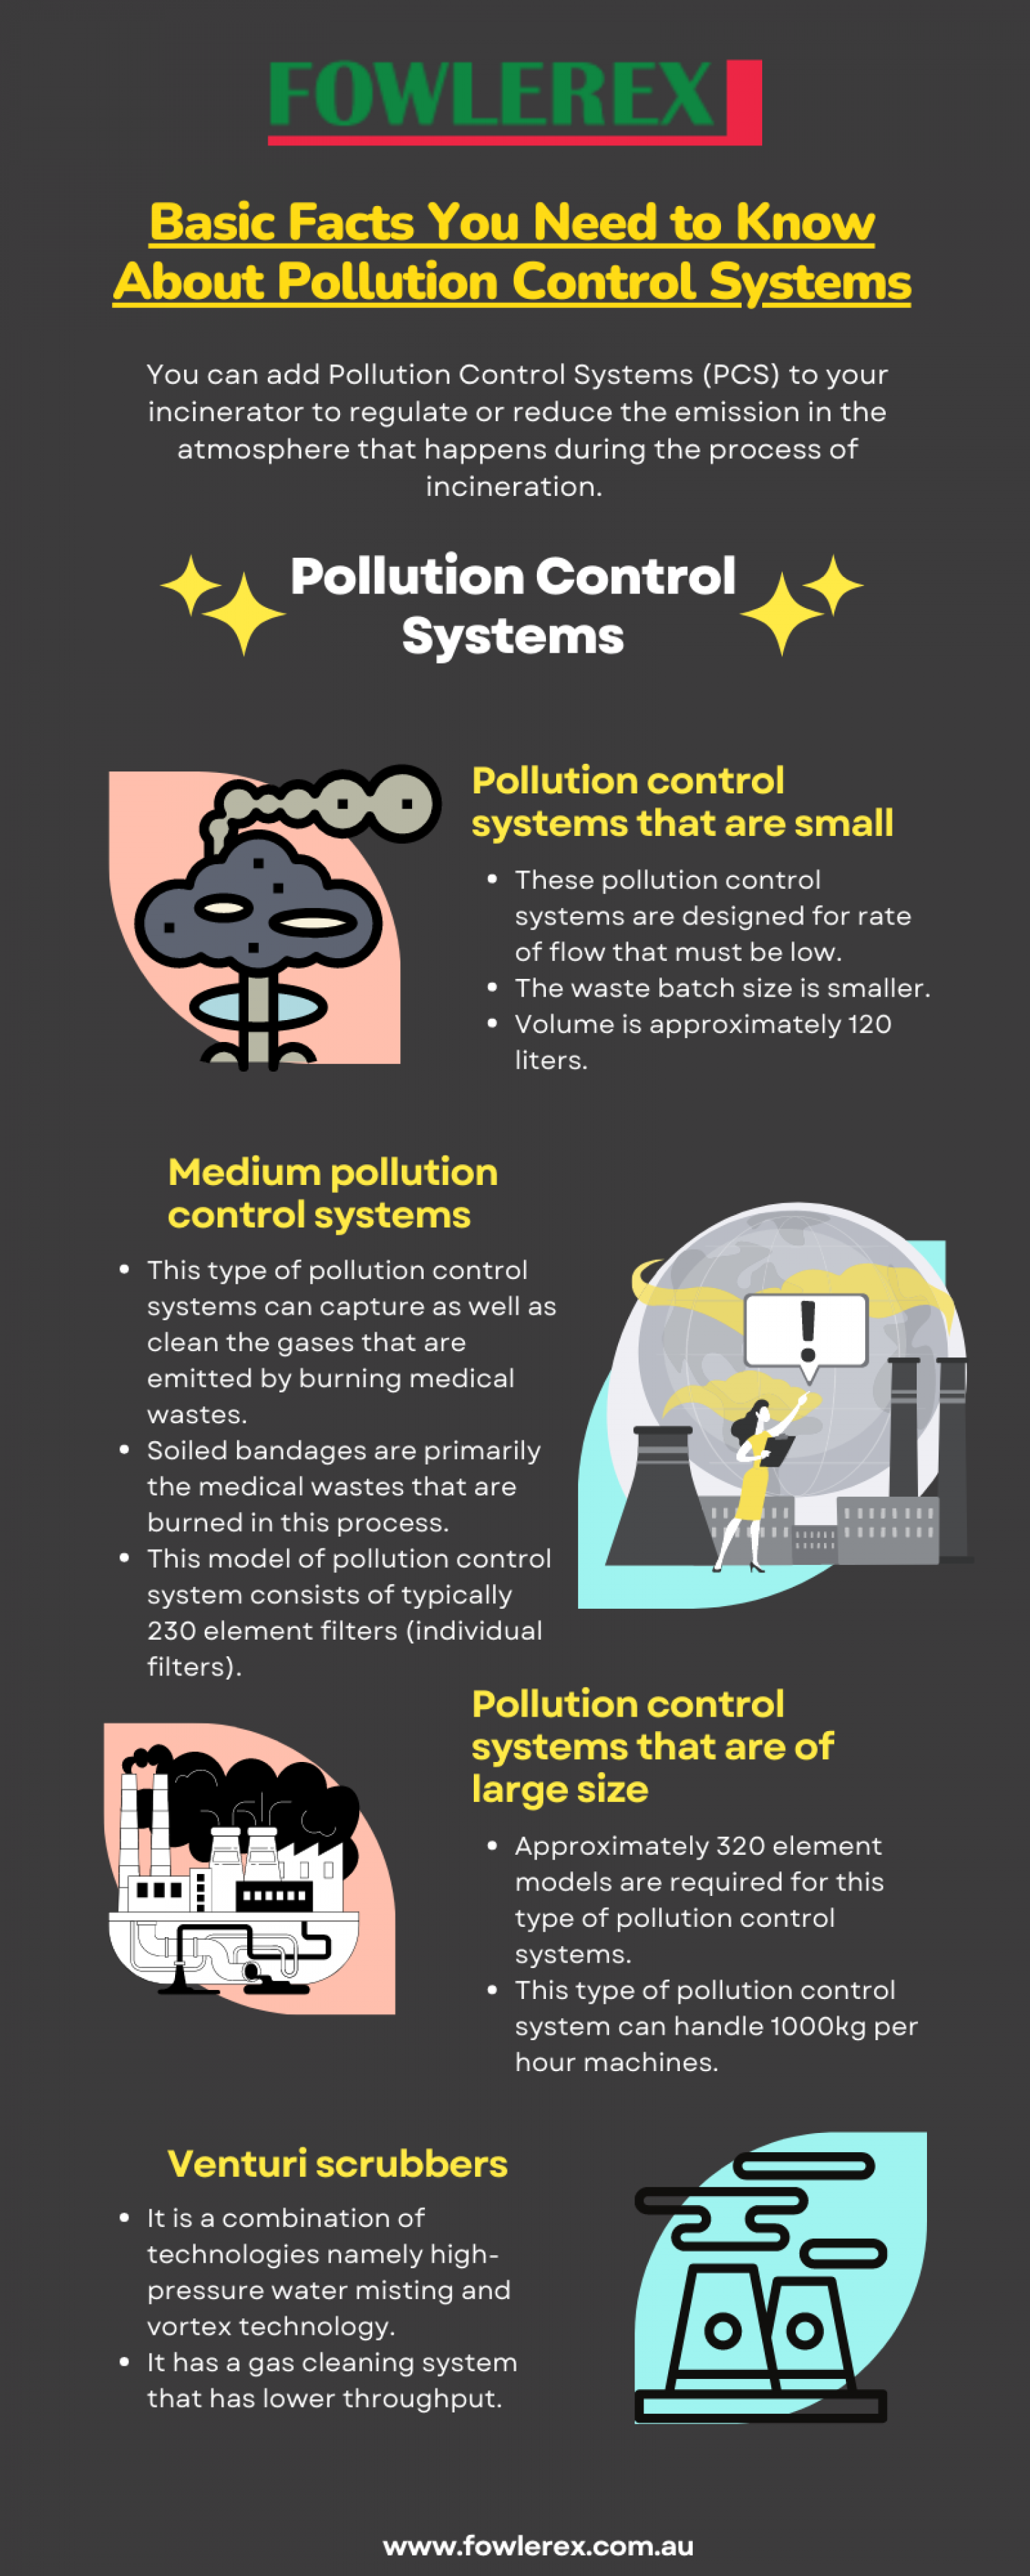 FOWLEREX
Basic Facts You Need to Know
About Pollution Control Systems
You can add Pollution Control Systems (PCS) to your
incinerator to regulate or reduce the emission in the
atmosphere that happens during the process of
incineration.
Pollution Control
Systems
Pollution control
systems that are small
• These pollution control
systems are designed for rate
of flow that must be low.
• The waste batch size is smaller.
• Volume is approximately 120
liters.
Medium pollution
control systems
• This type of pollution control
systems can capture as well as
clean the gases that are
emitted by burning medical
wastes.
• Soiled bandages are primarily
the medical wastes that are
burned in this process.
• This model of pollution control
system consists of typically
230 element filters (individual
filters).
!
Pollution control
systems that are of
large size
• Approximately 320 element
models are required for this
type of pollution control
systems.
• This type of pollution control
system can handle 1000kg per
hour machines.
Venturi scrubbers
• It is a combination of
technologies namely high-
pressure water misting and
vortex technology.
• It has a gas cleaning system
that has lower throughput.
www.fowlerex.com.au